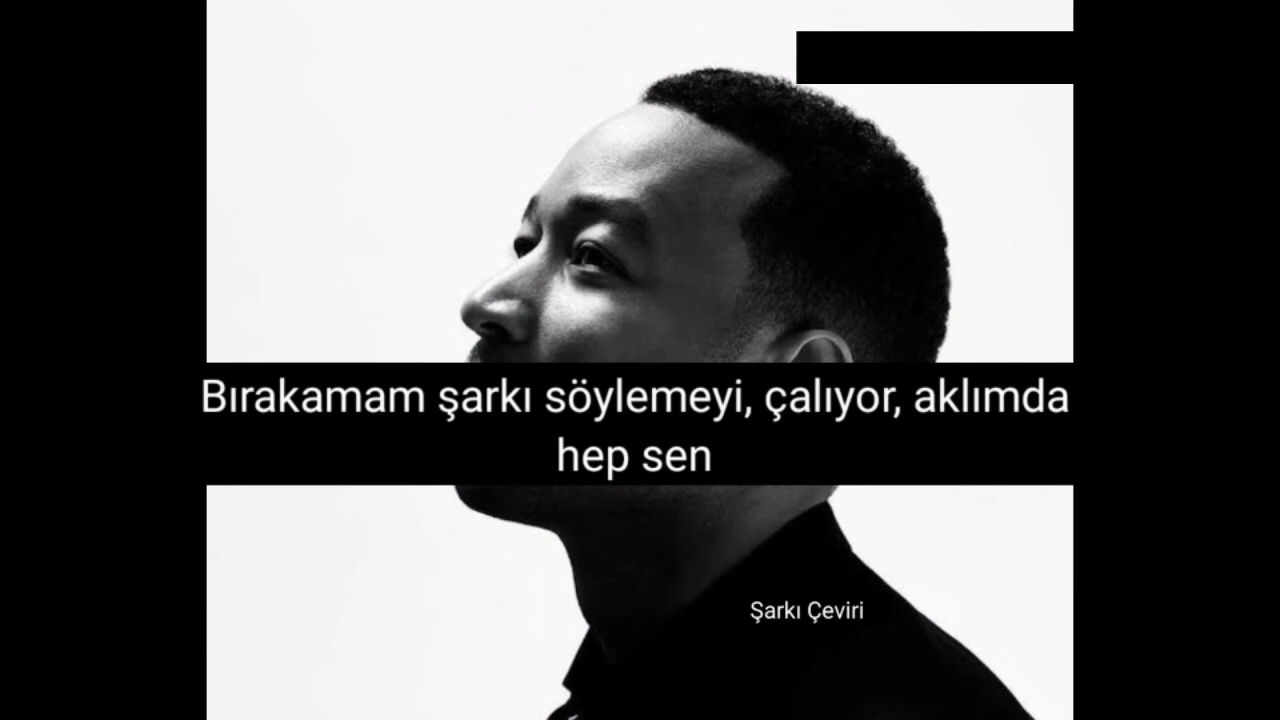 Bırakamam şarkı söylemeyi, çalıyor, aklımda
hep sen
Şarkı Çeviri